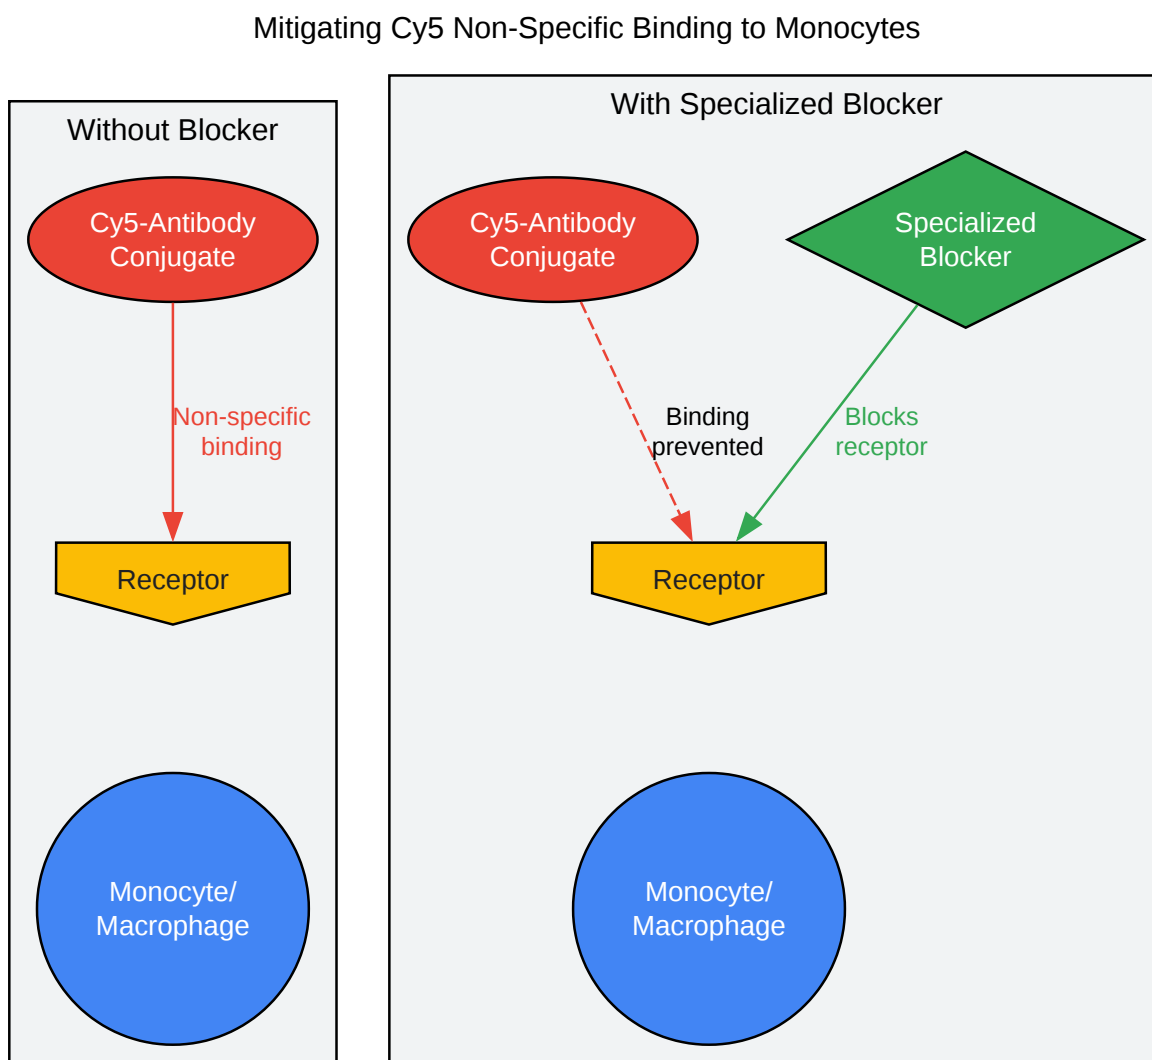 Mitigating Cy5 Non-Specific Binding to Monocytes
Without Blocker
Cy5-Antibody
Conjugate
Non-specific
binding
Receptor
Monocyte/
Macrophage
With Specialized Blocker
Cy5-Antibody
Conjugate
Specialized
Blocker
Binding
prevented
Blocks
receptor
Receptor
Monocyte/
Macrophage